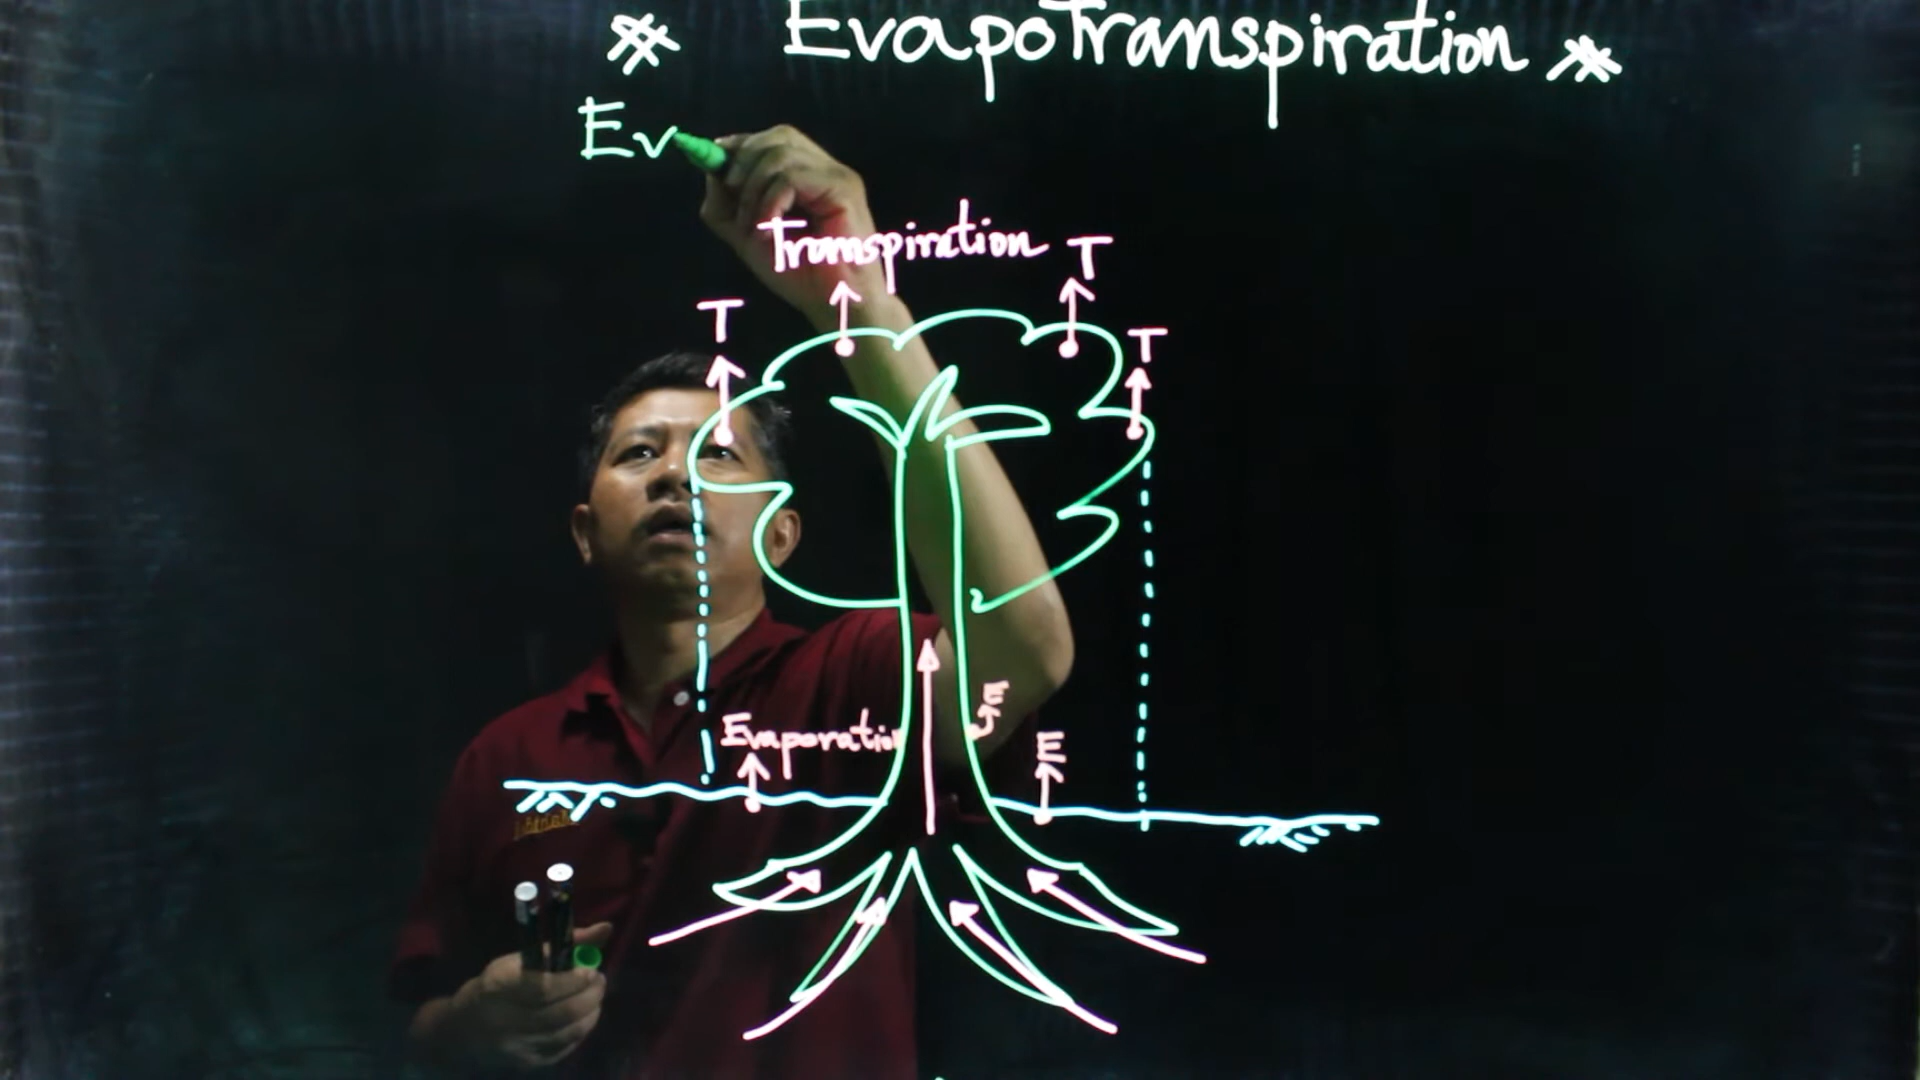 EvapoTranspiration
Ev
Transpiration
T
T
T
E
Evaporation
E